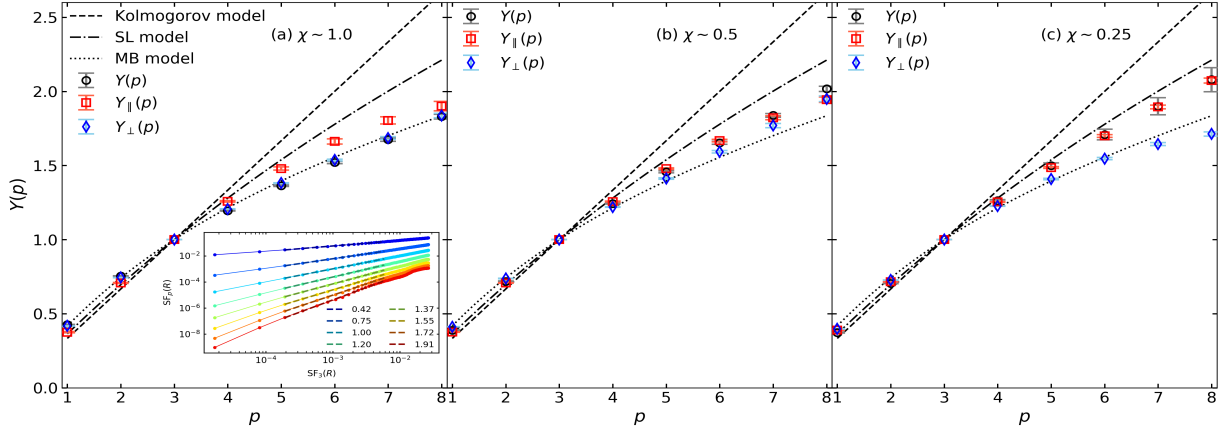 Kolmogorov model
SL model
MB model
Y(p)
Y∥(p)
Y⊥(p)
(a) χ ~ 1.0
Y(p)
Y∥(p)
Y⊥(p)
(b) χ ~ 0.5
Y(p)
Y∥(p)
Y⊥(p)
(c) χ ~ 0.25
Y(p)
2.5
2.0
1.5
1.0
0.5
0.0
SFp(R)
10⁻²
10⁻⁴
10⁻⁶
10⁻⁸
0.42 1.37
0.75 1.55
1.00 1.72
1.20 1.91
10⁻⁴ 10⁻³ 10⁻²
SF₃(R)
1 2 3 4 5 6 7 8
1 2 3 4 5 6 7 8
1 2 3 4 5 6 7 8
p
p
p